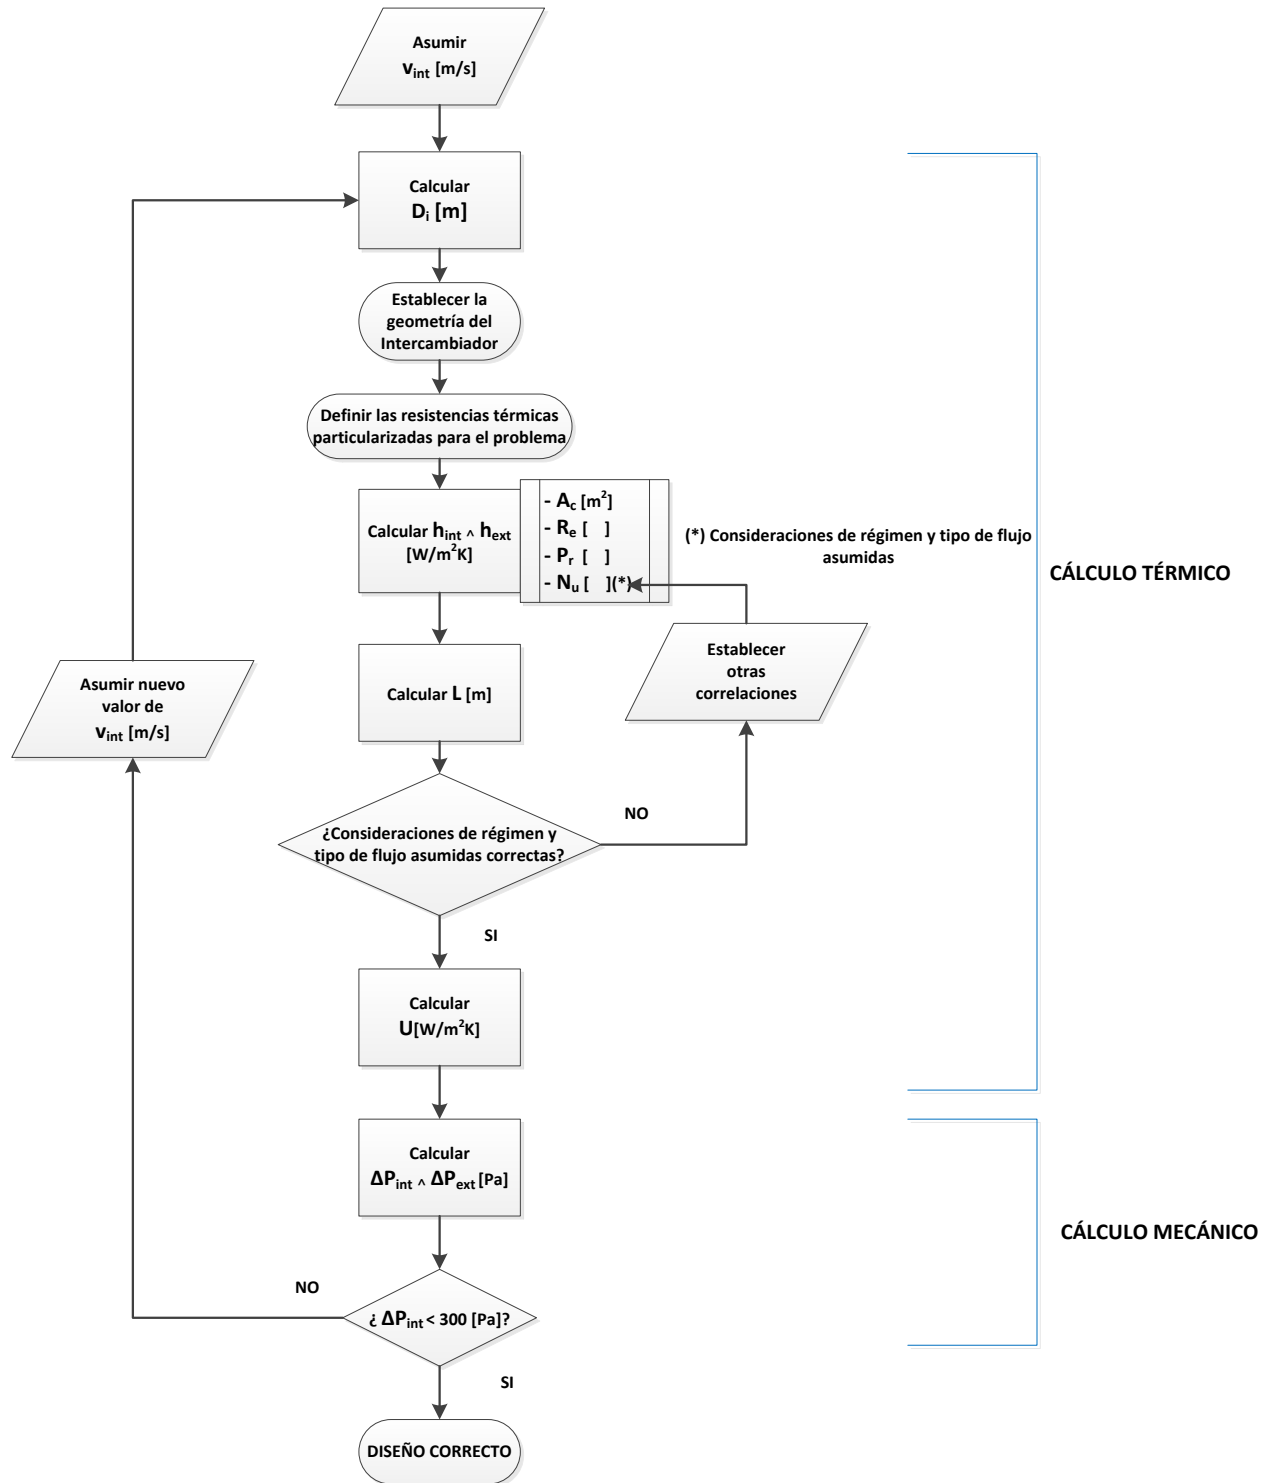 Asumir
v_int [m/s]
Calcular
D_i [m]
Establecer la
geometría del
Intercambiador
Definir las resistencias térmicas
particularizadas para el problema
Calcular h_int ^ h_ext
[W/m²K]
- A_c [m²]
- R_e [ ]
- P_r [ ]
- N_u [ ](*)
(*) Consideraciones de régimen y tipo de flujo
asumidas
CÁLCULO TÉRMICO
Establecer
otras
correlaciones
Calcular L [m]
Asumir nuevo
valor de
v_int [m/s]
NO
¿Consideraciones de régimen y
tipo de flujo asumidas correctas?
SI
Calcular
U[W/m²K]
Calcular
ΔP_int ^ ΔP_ext [Pa]
CÁLCULO MECÁNICO
NO
¿ ΔP_int < 300 [Pa]?
SI
DISEÑO CORRECTO